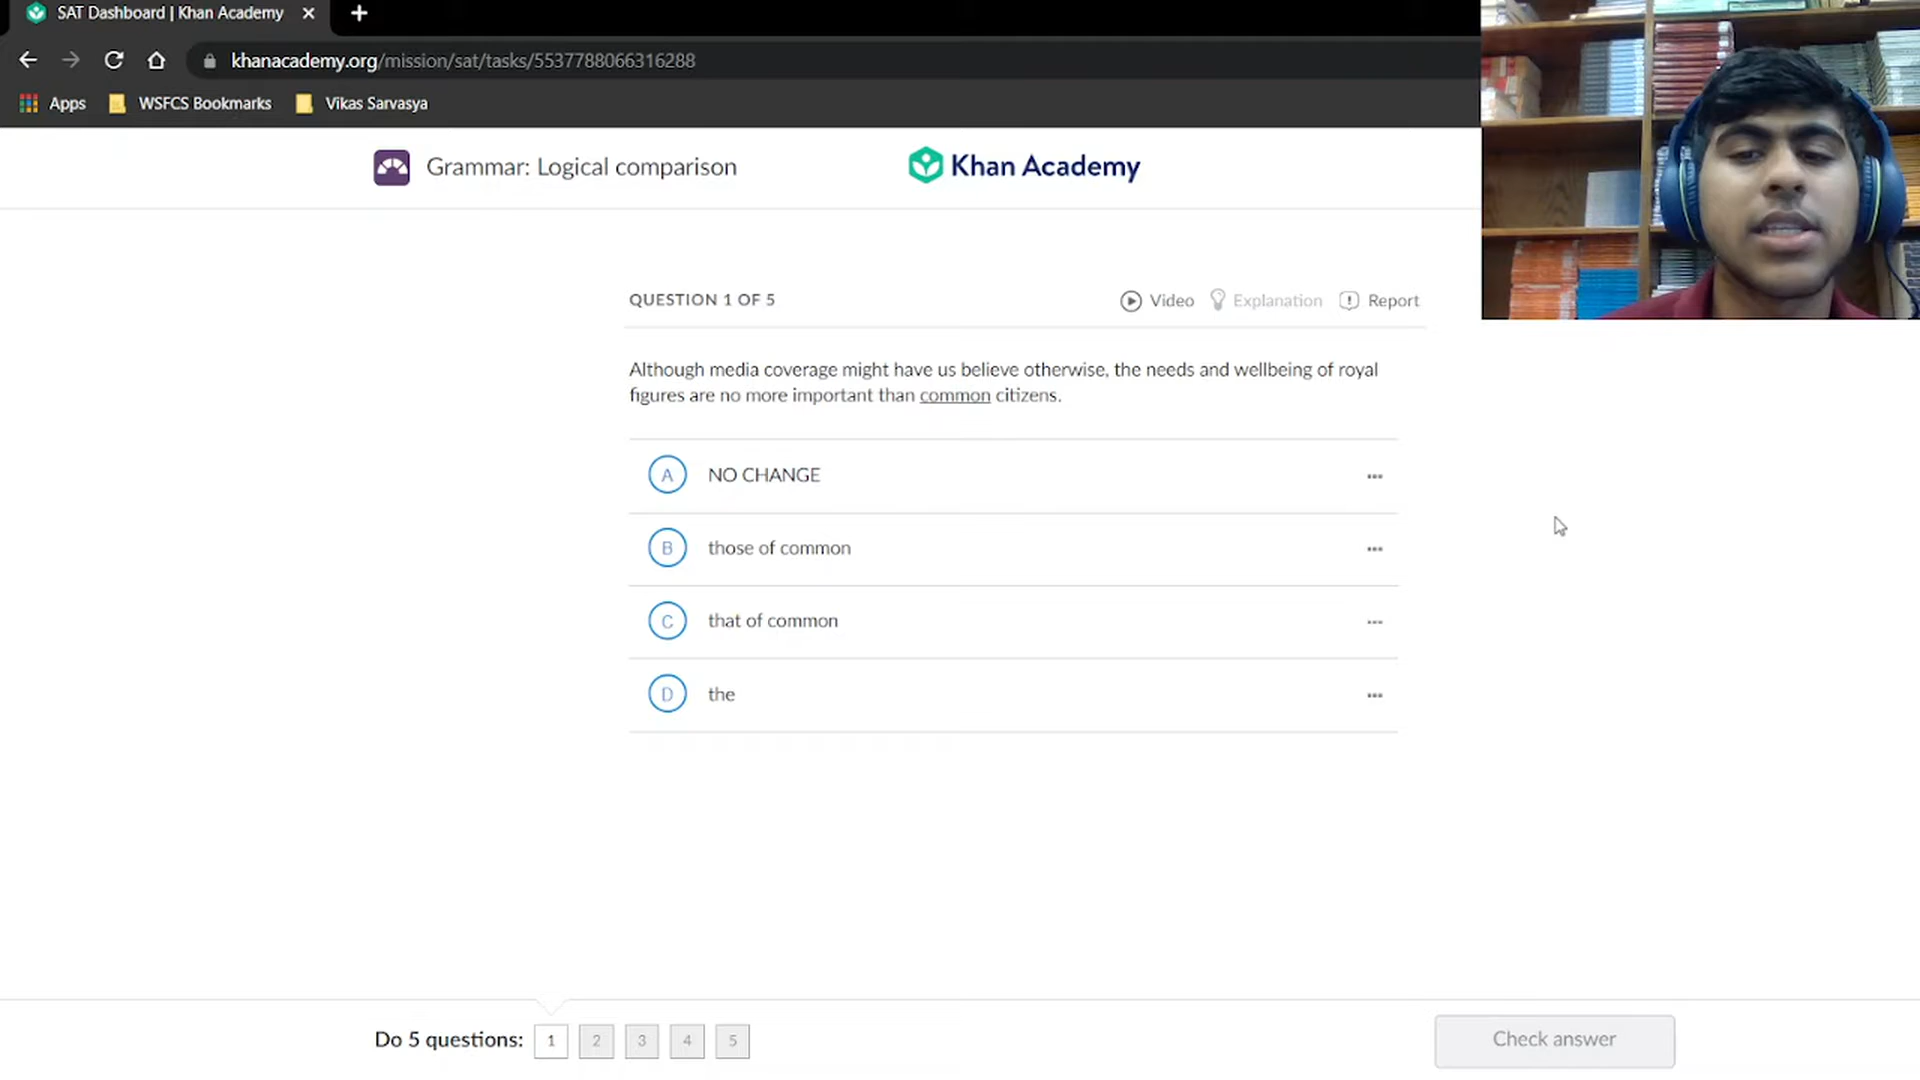 SAT Dashboard | Khan Academy
khanacademy.org/mission/sat/tasks/5537788066316288
Apps WSFCS Bookmarks Vikas Sarvasya
Grammar: Logical comparison Khan Academy
QUESTION 1 OF 5 Video Explanation Report
Although media coverage might have us believe otherwise, the needs and wellbeing of royal
figures are no more important than common citizens.
A NO CHANGE
B those of common
C that of common
D the
Do 5 questions: 1 2 3 4 5 Check answer